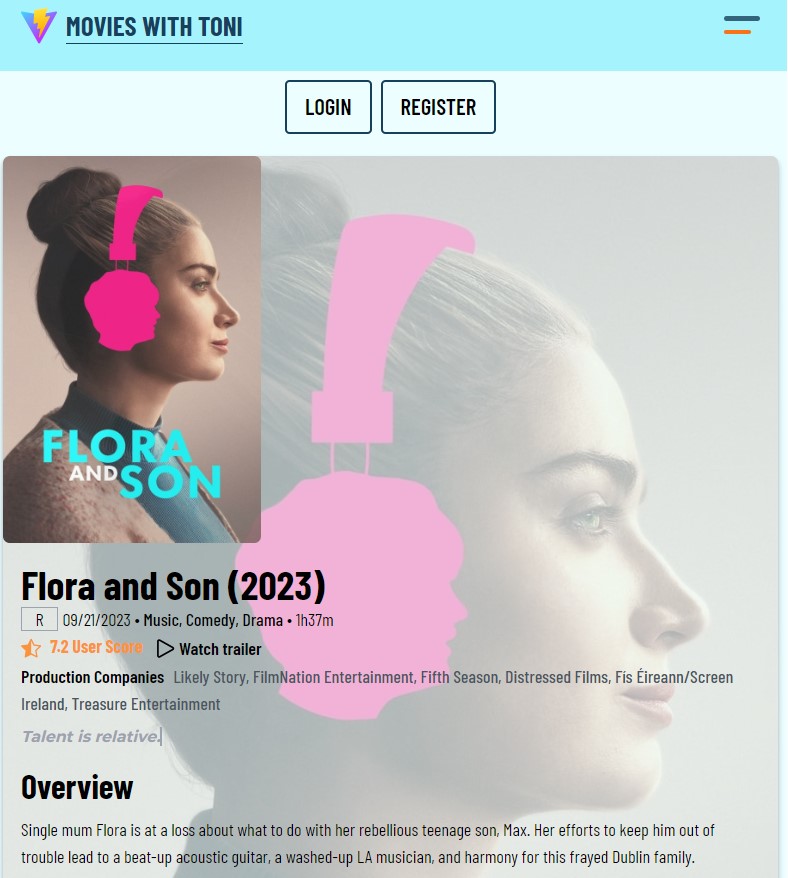 MOVIES WITH TONI
LOGIN
REGISTER
FLORA
AND
SON
Flora and Son (2023)
R 09/21/2023 • Music, Comedy, Drama • 1h37m
7.2 User Score Watch trailer
Production Companies Likely Story, FilmNation Entertainment, Fifth Season, Distressed Films, Fís Éireann/Screen
Ireland, Treasure Entertainment
Talent is relative.
Overview
Single mum Flora is at a loss about what to do with her rebellious teenage son, Max. Her efforts to keep him out of
trouble lead to a beat-up acoustic guitar, a washed-up LA musician, and harmony for this frayed Dublin family.